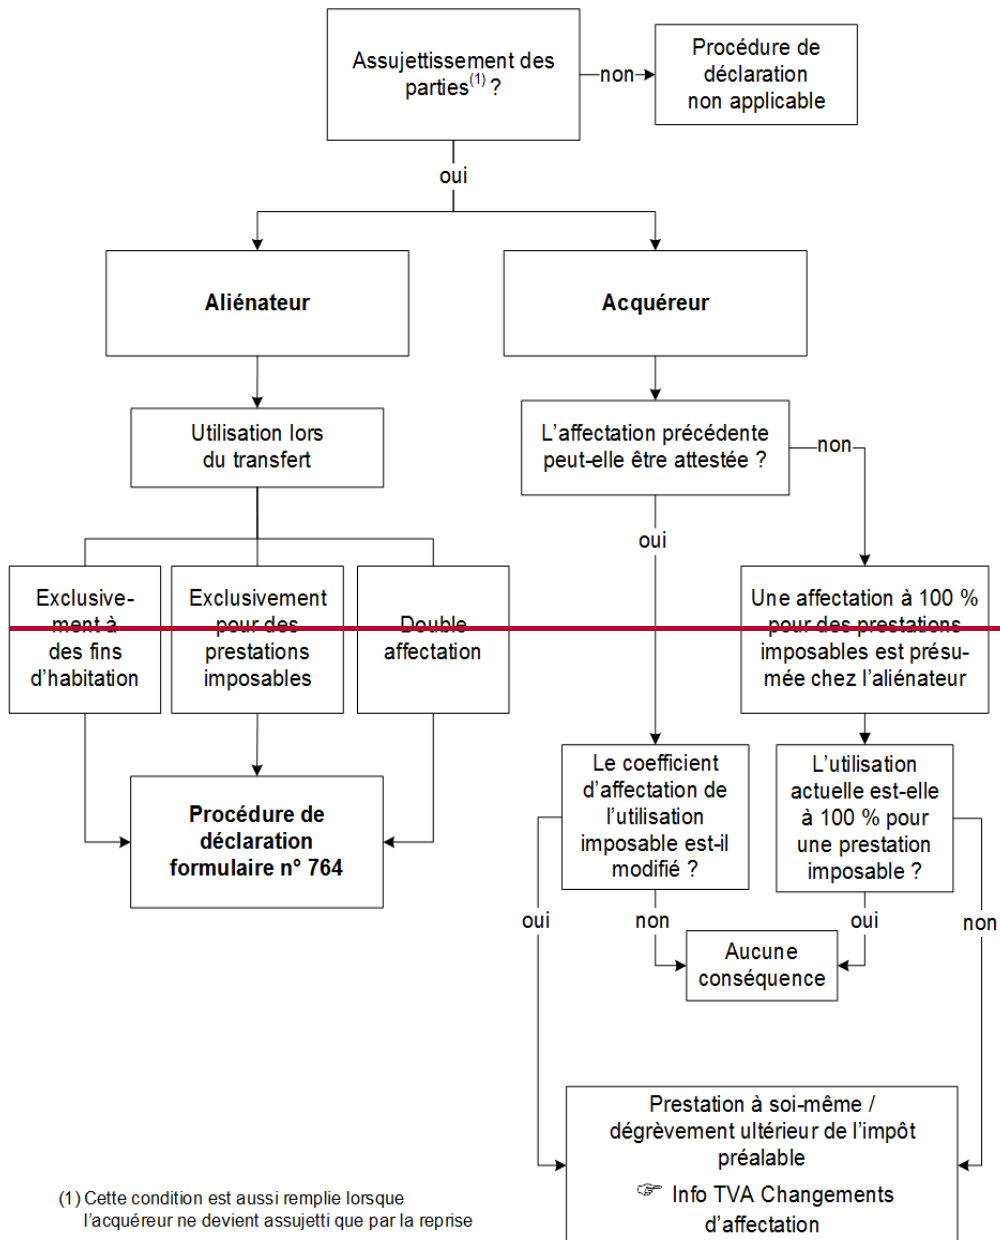 Assujettissement des
parties(1) ?
non
Procédure de
déclaration
non applicable
oui
Aliénateur
Acquéreur
Utilisation lors
du transfert
L'affectation précédente
peut-elle être attestée ?
non
oui
Exclusive-
ment à
des fins
d'habitation
Exclusivement
pour des
prestations
imposables
Double
affectation
Une affectation à 100 %
pour des prestations
imposables est présu-
mée chez l'aliénateur
Procédure de
déclaration
formulaire n° 764
Le coefficient
d'affectation de
l'utilisation
imposable est-il
modifié ?
L'utilisation
actuelle est-elle
à 100 % pour
une prestation
imposable ?
oui
non
oui
non
Aucune
conséquence
Prestation à soi-même /
dégrèvement ultérieur de l'impôt
préalable
☞ Info TVA Changements
d'affectation
(1) Cette condition est aussi remplie lorsque
l'acquéreur ne devient assujetti que par la reprise